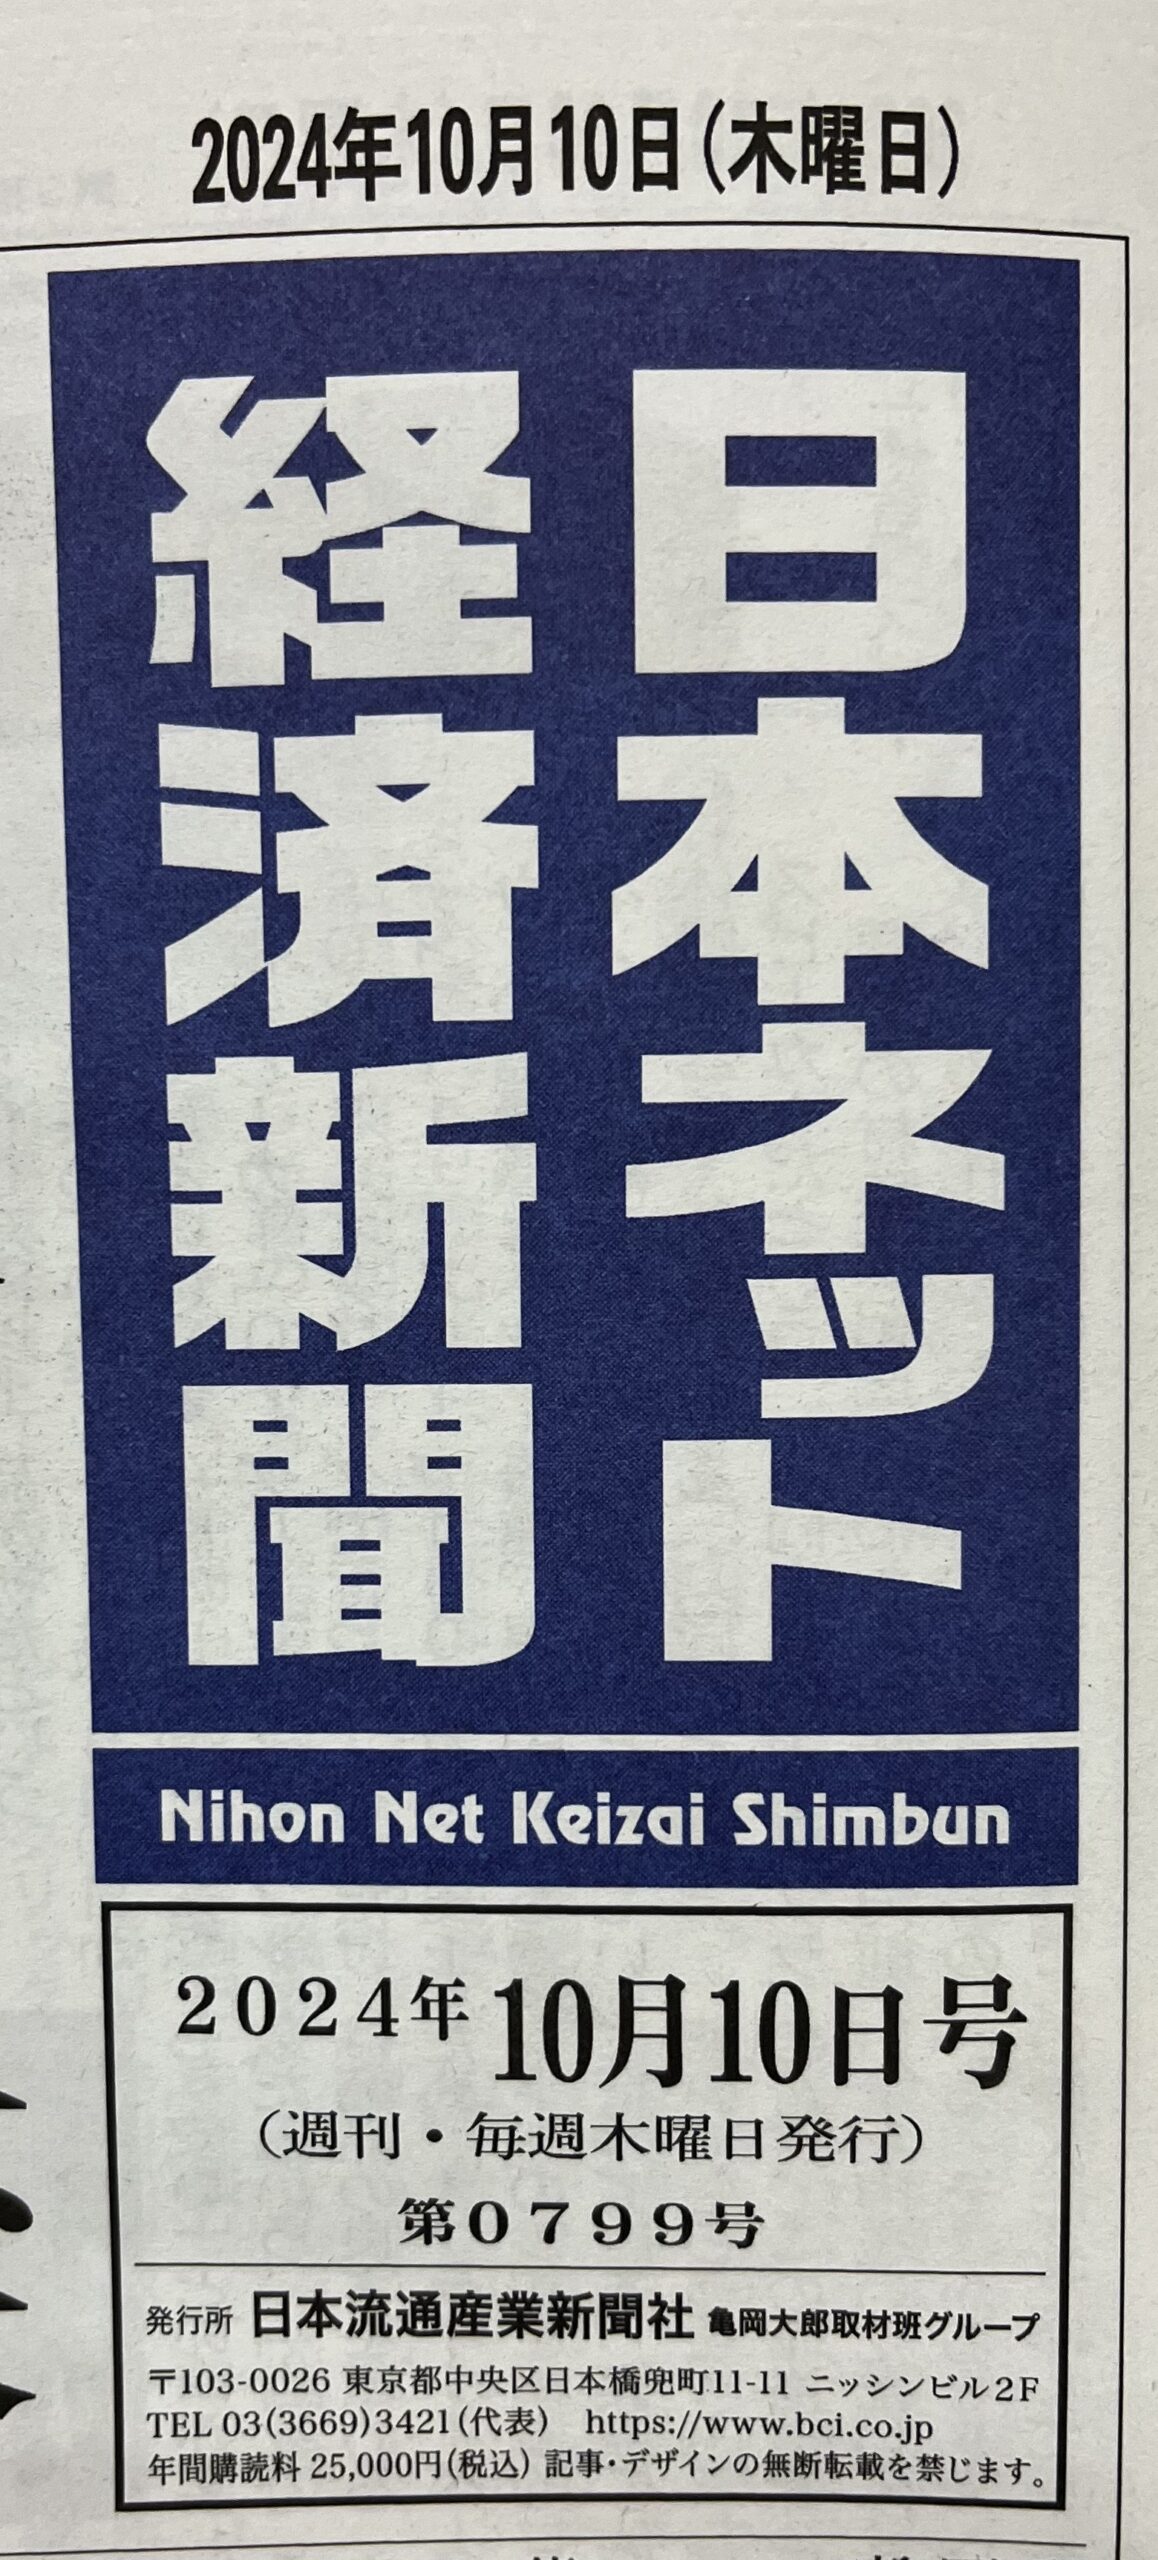 2024年10月10日(木曜日)
日本ネット
経済新聞
Nihon Net Keizai Shimbun
2024年10月10日号
(週刊・毎週木曜日発行)
第0799号
発行所 日本流通産業新聞社 亀岡大郎取材班グループ
〒103-0026 東京都中央区日本橋兜町11-11 ニッシンビル2F
TEL 03(3669)3421(代表) https://www.bci.co.jp
年間購読料 25,000円(税込) 記事・デザインの無断転載を禁じます。